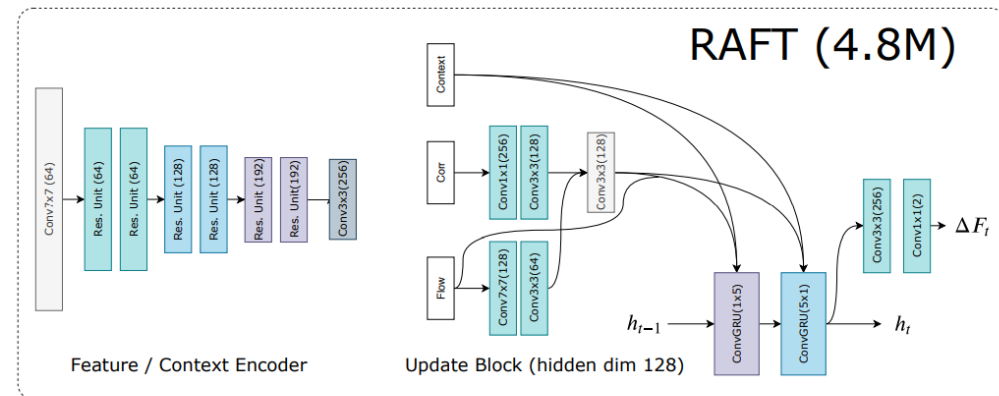 RAFT (4.8M)
Conv7x7 (64)
Res. Unit (64)
Res. Unit (64)
Res. Unit (128)
Res. Unit (128)
Res. Unit (192)
Res. Unit(192)
Conv3x3(256)
Feature / Context Encoder
Context
Corr
Conv1x1(256)
Conv3x3(128)
Conv3x3(128)
Flow
Conv7x7(128)
Conv3x3(64)
h_{t-1}
ConvGRU(1x5)
ConvGRU(5x1)
h_t
Conv3x3(256)
Conv1x1(2)
ΔF_t
Update Block (hidden dim 128)